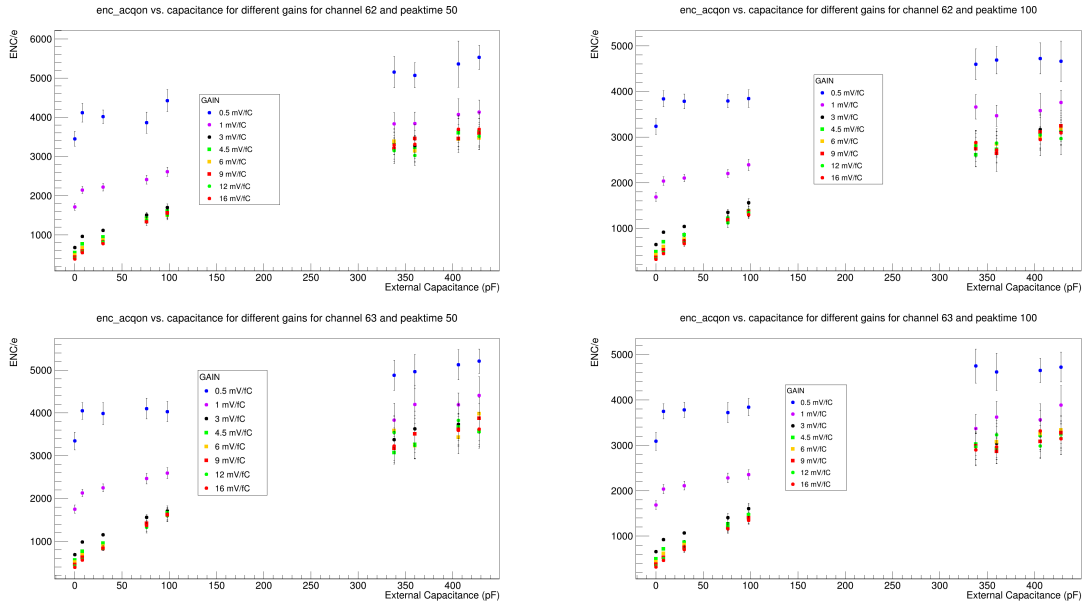 enc_acqon vs. capacitance for different gains for channel 62 and peaktime 50
ENC/e
6000
5000
4000
3000
2000
1000
GAIN
0.5 mV/fC
1 mV/fC
3 mV/fC
4.5 mV/fC
6 mV/fC
9 mV/fC
12 mV/fC
16 mV/fC
0 50 100 150 200 250 300 350 400
External Capacitance (pF)
enc_acqon vs. capacitance for different gains for channel 62 and peaktime 100
ENC/e
5000
4000
3000
2000
1000
GAIN
0.5 mV/fC
1 mV/fC
3 mV/fC
4.5 mV/fC
6 mV/fC
9 mV/fC
12 mV/fC
16 mV/fC
0 50 100 150 200 250 300 350 400 450
External Capacitance (pF)
enc_acqon vs. capacitance for different gains for channel 63 and peaktime 50
ENC/e
5000
4000
3000
2000
1000
GAIN
0.5 mV/fC
1 mV/fC
3 mV/fC
4.5 mV/fC
6 mV/fC
9 mV/fC
12 mV/fC
16 mV/fC
0 50 100 150 200 250 300 350 400
External Capacitance (pF)
enc_acqon vs. capacitance for different gains for channel 63 and peaktime 100
ENC/e
5000
4000
3000
2000
1000
GAIN
0.5 mV/fC
1 mV/fC
3 mV/fC
4.5 mV/fC
6 mV/fC
9 mV/fC
12 mV/fC
16 mV/fC
0 50 100 150 200 250 300 350 400 450
External Capacitance (pF)